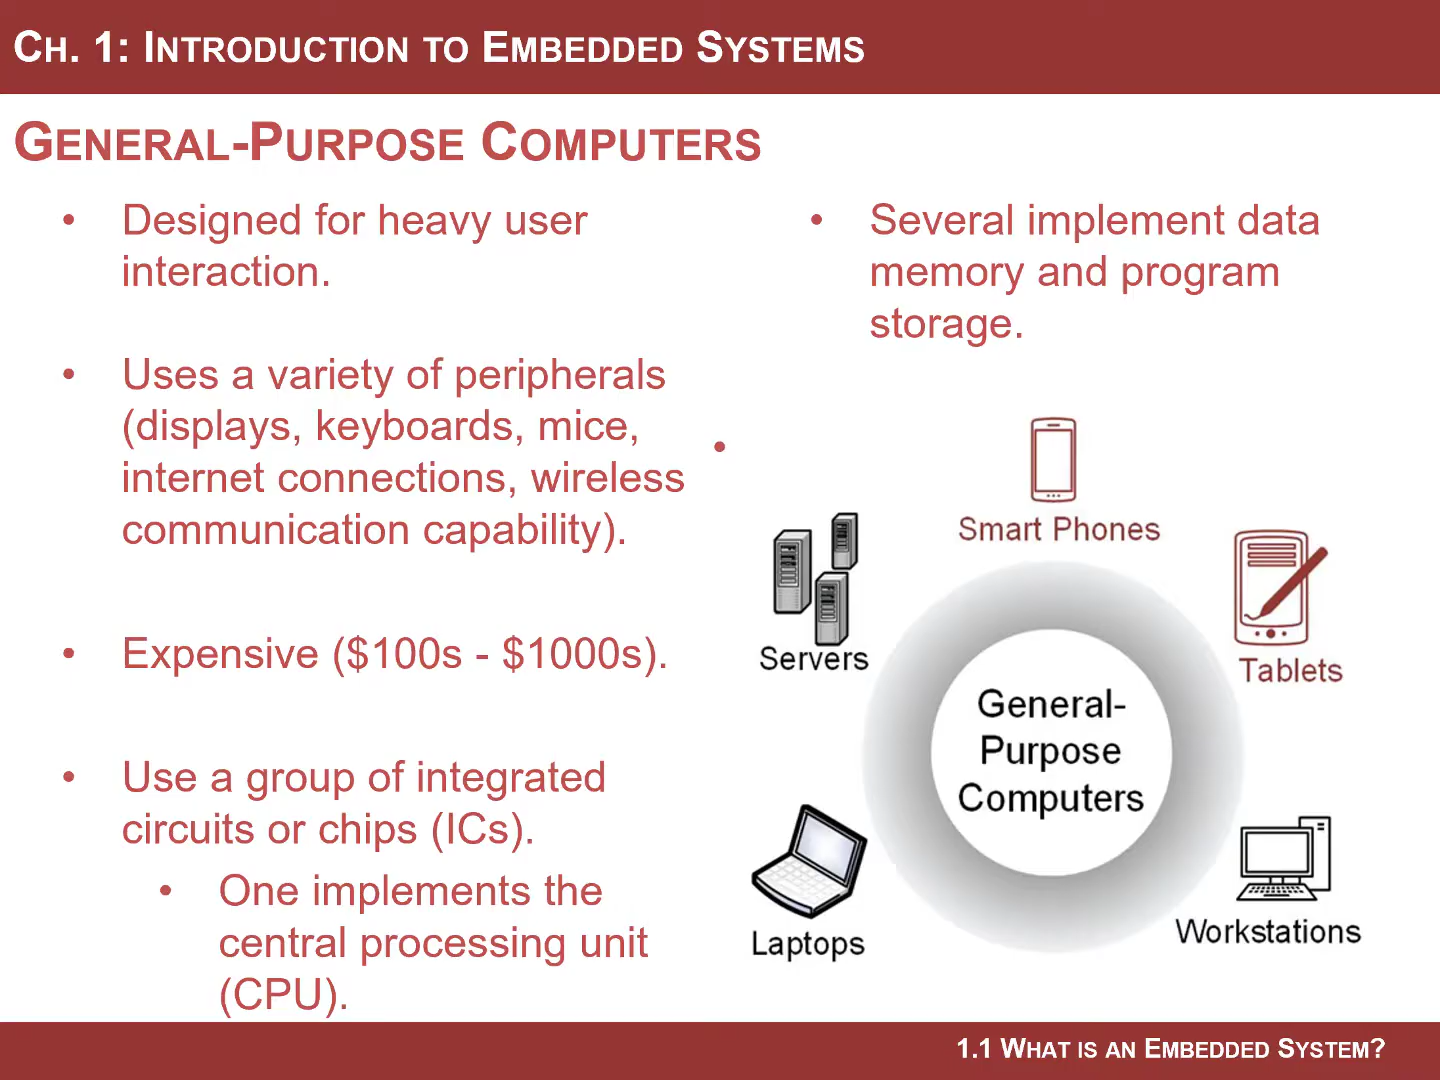 CH. 1: INTRODUCTION TO EMBEDDED SYSTEMS
GENERAL-PURPOSE COMPUTERS
• Designed for heavy user
interaction.
• Uses a variety of peripherals
(displays, keyboards, mice,
internet connections, wireless
communication capability).
• Expensive ($100s - $1000s).
• Use a group of integrated
circuits or chips (ICs).
• One implements the
central processing unit
(CPU).
• Several implement data
memory and program
storage.
•
Smart Phones
Servers
Tablets
General-
Purpose
Computers
Laptops
Workstations
1.1 WHAT IS AN EMBEDDED SYSTEM?